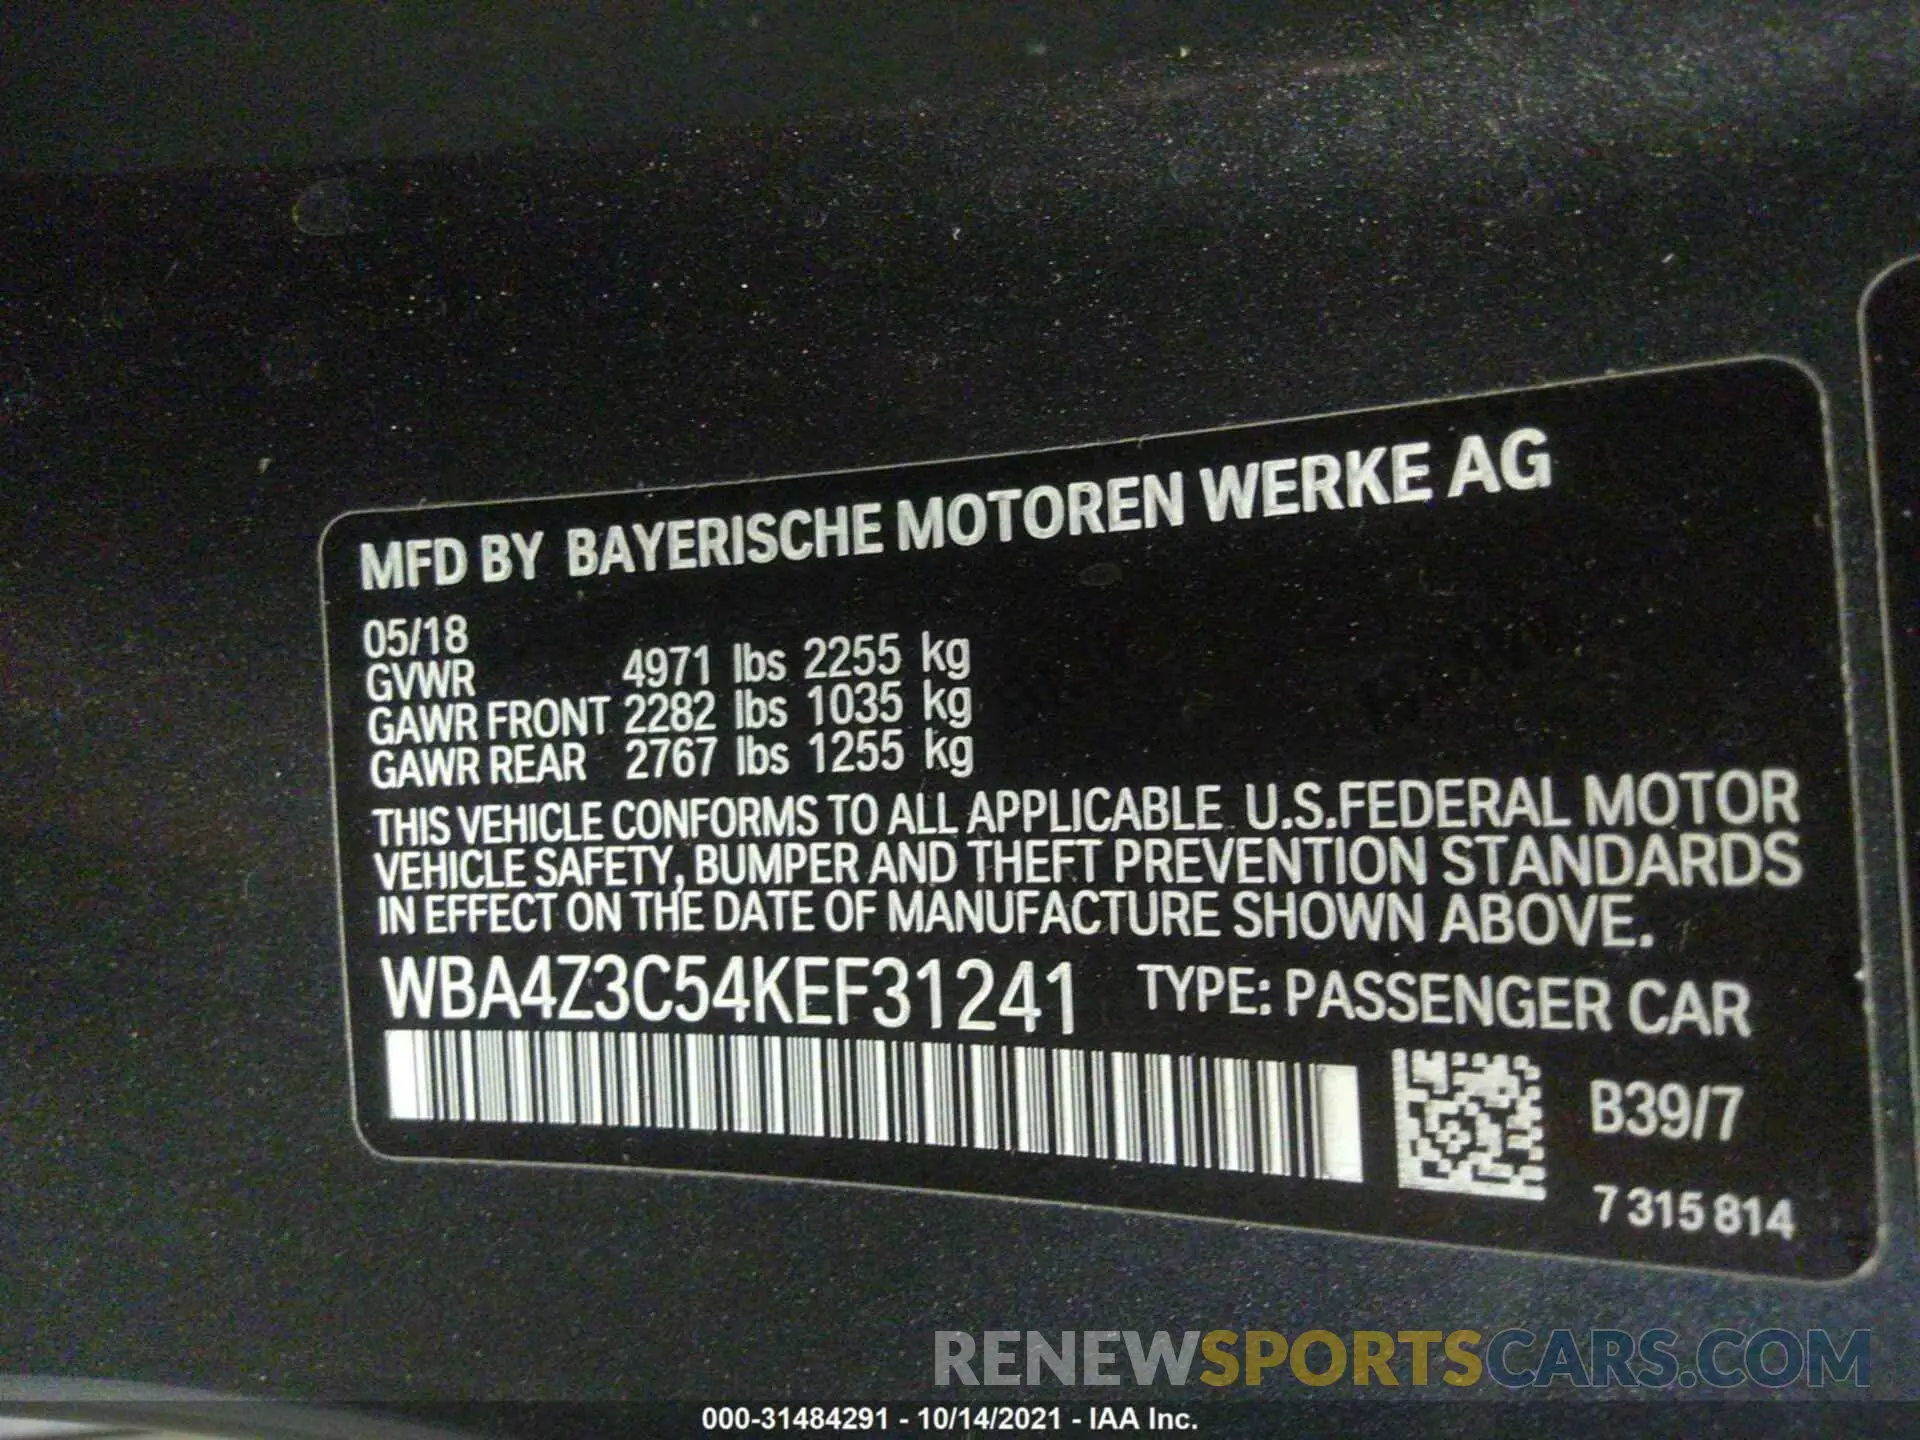 MFD BY BAYERISCHE MOTOREN WERKE AG
05/18
GVWR 4971 lbs 2255 kg
GAWR FRONT 2282 lbs 1035 kg
GAWR REAR 2767 lbs 1255 kg
THIS VEHICLE CONFORMS TO ALL APPLICABLE U.S.FEDERAL MOTOR
VEHICLE SAFETY, BUMPER AND THEFT PREVENTION STANDARDS
IN EFFECT ON THE DATE OF MANUFACTURE SHOWN ABOVE.
WBA4Z3C54KEF31241 TYPE: PASSENGER CAR
B39/7
7 315 814
RENEWSPORTSCARS.COM
000-31484291 - 10/14/2021 - IAA Inc.